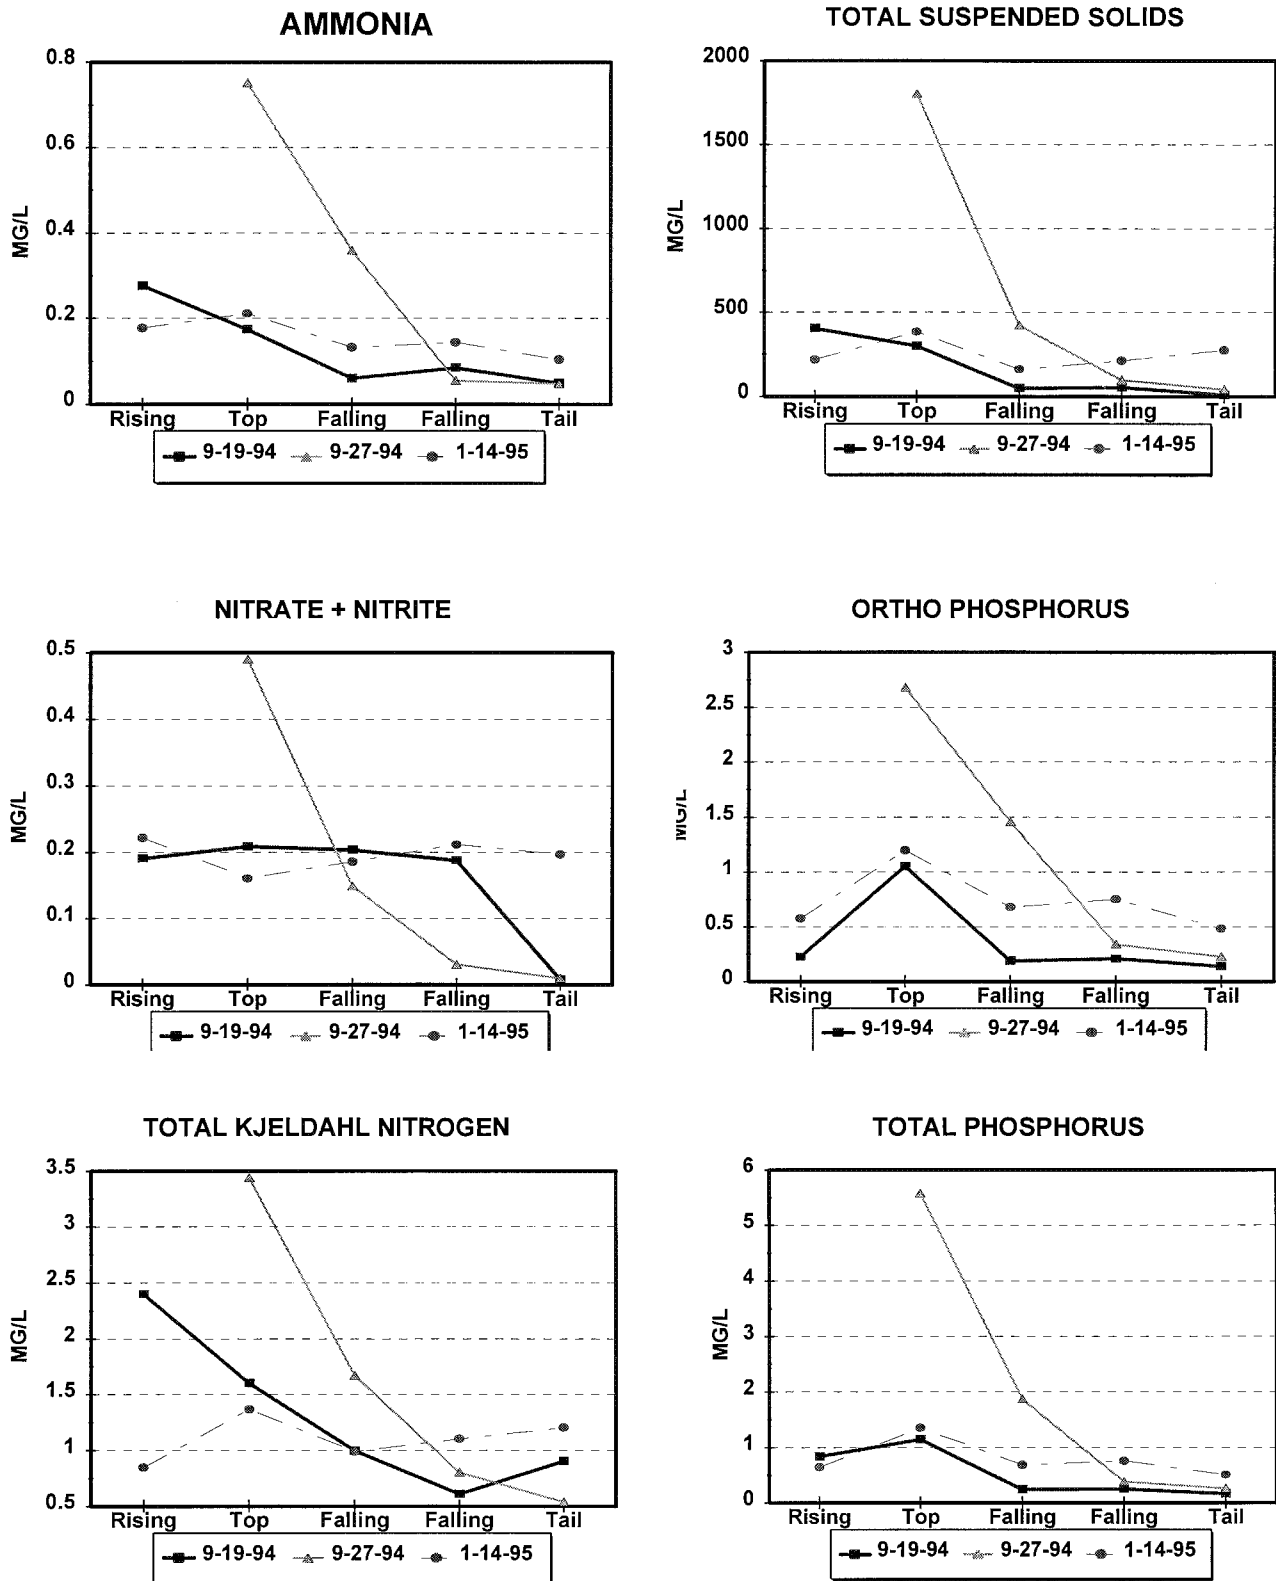 AMMONIA
0.8
0.6
0.4
0.2
0
MG/L
Rising Top Falling Falling Tail
9-19-94 9-27-94 1-14-95
TOTAL SUSPENDED SOLIDS
2000
1500
1000
500
0
MG/L
Rising Top Falling Falling Tail
9-19-94 9-27-94 1-14-95
NITRATE + NITRITE
0.5
0.4
0.3
0.2
0.1
0
MG/L
Rising Top Falling Falling Tail
9-19-94 9-27-94 1-14-95
ORTHO PHOSPHORUS
3
2.5
2
1.5
1
0.5
0
MG/L
Rising Top Falling Falling Tail
9-19-94 9-27-94 1-14-95
TOTAL KJELDAHL NITROGEN
3.5
3
2.5
2
1.5
1
0.5
MG/L
Rising Top Falling Falling Tail
9-19-94 9-27-94 1-14-95
TOTAL PHOSPHORUS
6
5
4
3
2
1
0
MG/L
Rising Top Falling Falling Tail
9-19-94 9-27-94 1-14-95